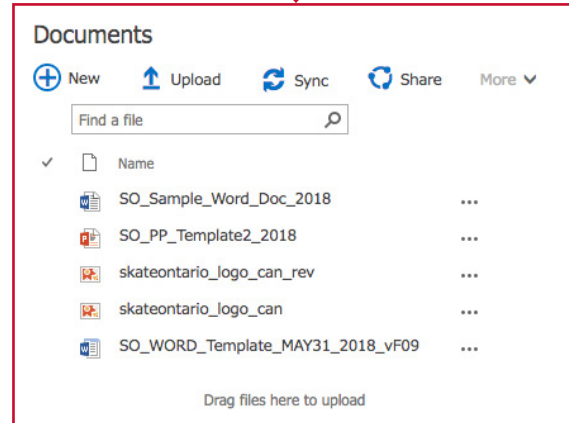 Documents
New Upload Sync Share More
Find a file
Name
SO_Sample_Word_Doc_2018 ...
SO_PP_Template2_2018 ...
skateontario_logo_can_rev ...
skateontario_logo_can ...
SO_WORD_Template_MAY31_2018_vF09 ...
Drag files here to upload